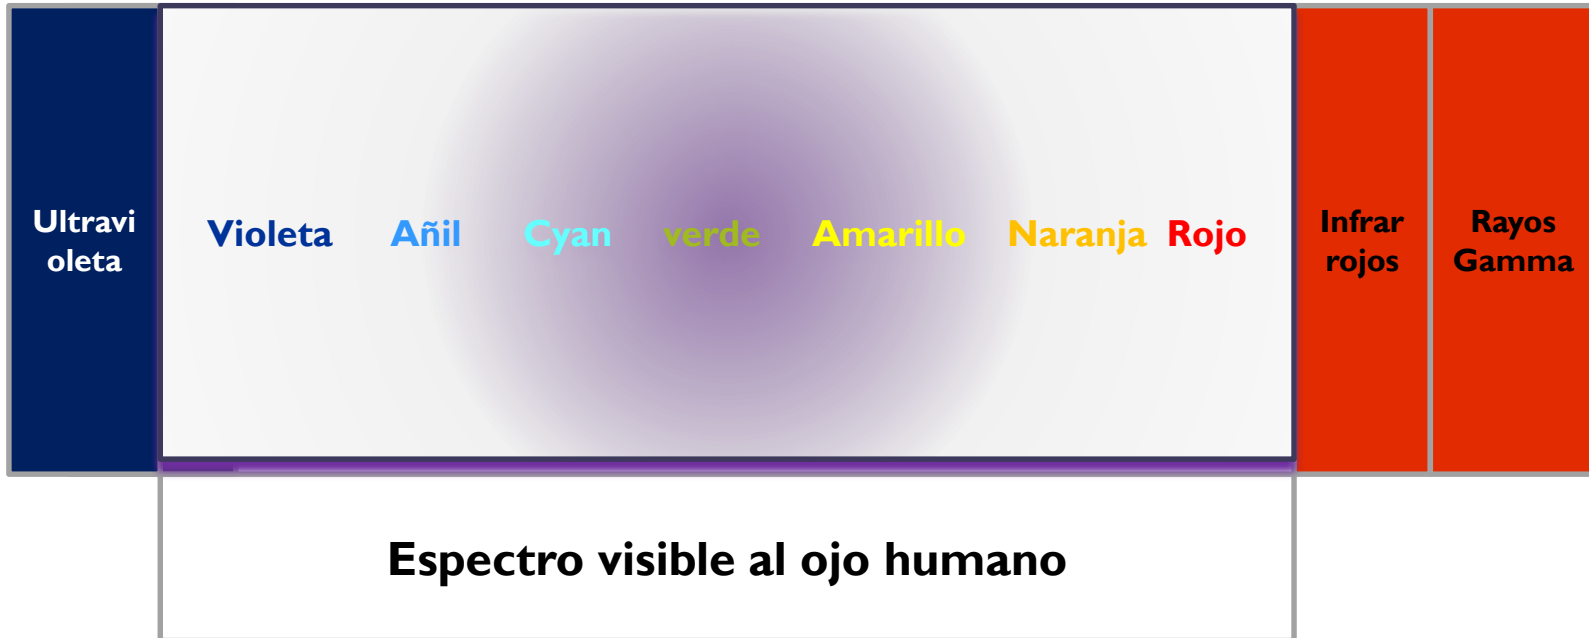 Ultravi
oleta
Violeta Añil Cyan verde Amarillo Naranja Rojo
Infrar
rojos
Rayos
Gamma
Espectro visible al ojo humano